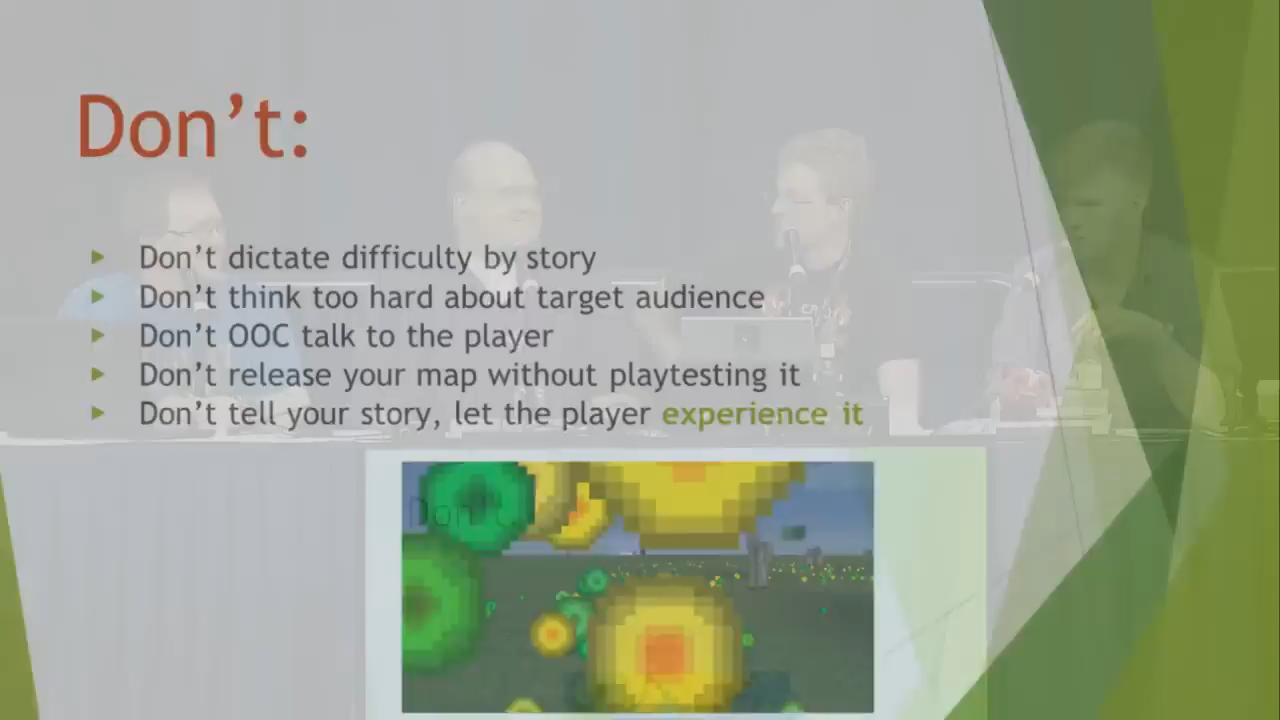 Don't:
Don't dictate difficulty by story
Don't think too hard about target audience
Don't OOC talk to the player
Don't release your map without playtesting it
Don't tell your story, let the player experience it
Don't: